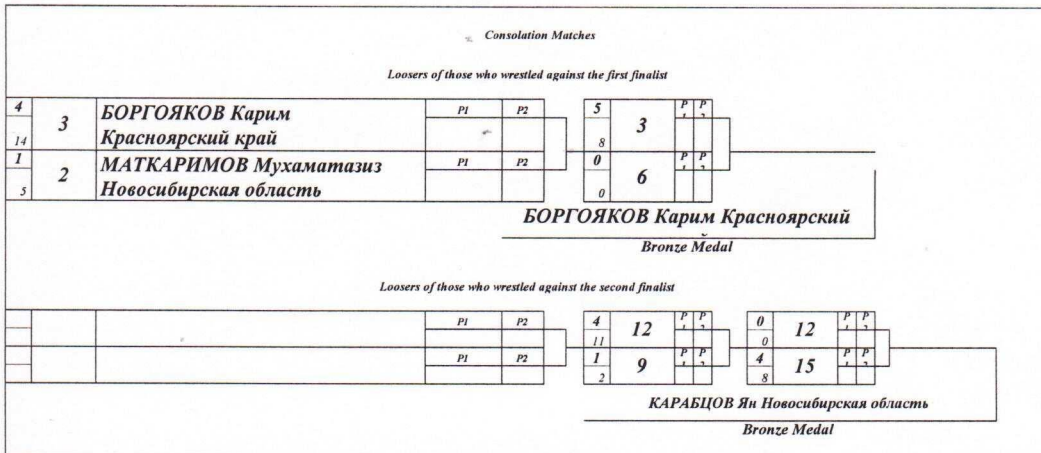 Consolation Matches
Loosers of those who wrestled against the first finalist
4 3 БОРГОЯКОВ Карим P1 P2 5 3
14 Красноярский край 8
1 2 МАТКАРИМОВ Мухаматазиз P1 P2 0 6
5 Новосибирская область 0
БОРГОЯКОВ Карим Красноярский
Bronze Medal
Loosers of those who wrestled against the second finalist
P1 P2 4 12 0 12
11 0
P1 P2 1 9 4 15
2 8
КАРАБЦОВ Ян Новосибирская область
Bronze Medal